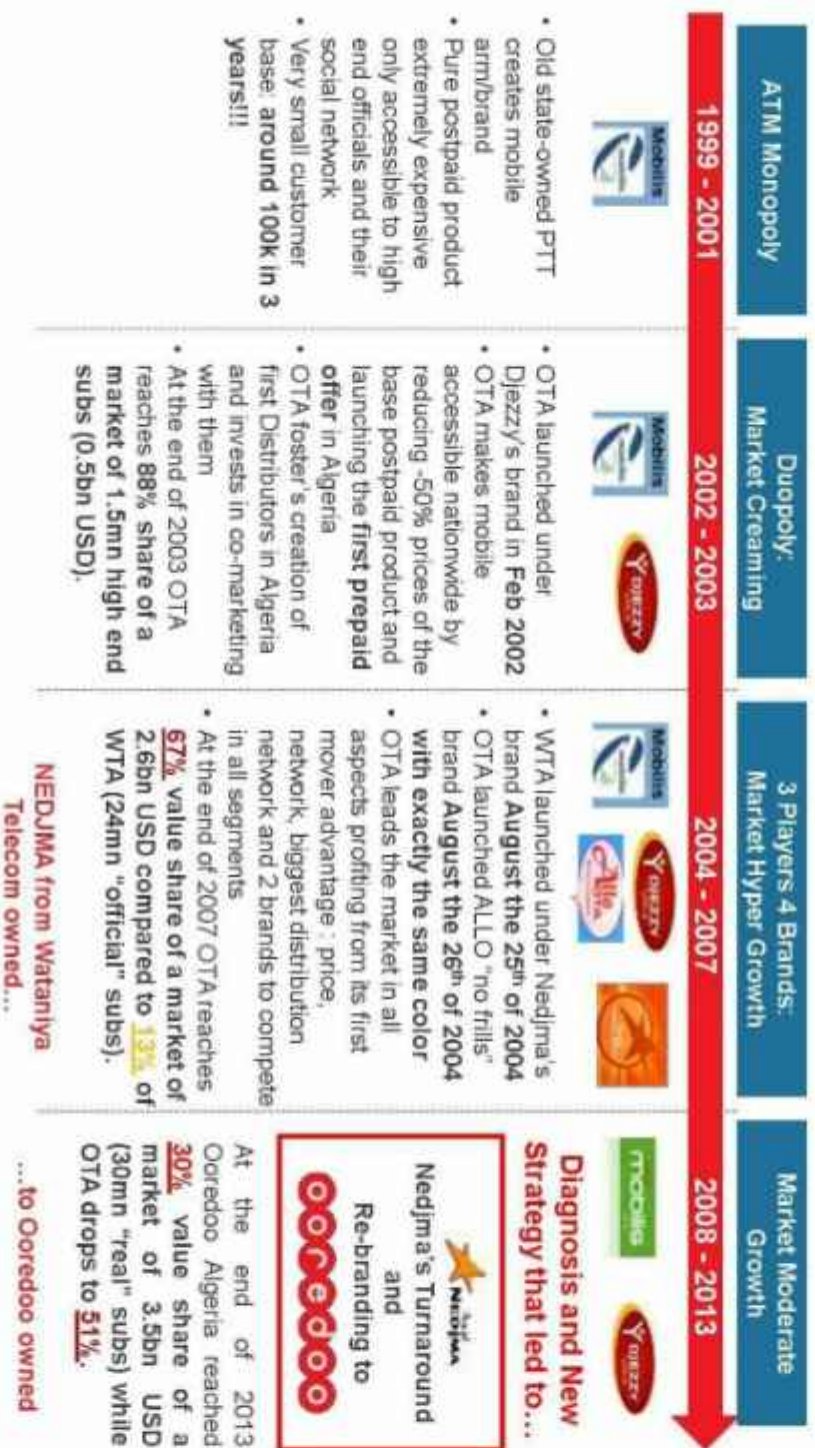 ATM Monopoly
1999 - 2001
Mobilis
• Old state-owned PTT
creates mobile
arm/brand
• Pure postpaid product
extremely expensive
only accessible to high
end officials and their
social network
• Very small customer
base: around 100k in 3
years!!!
Duopoly:
Market Creaming
2002 - 2003
Mobilis
DJEZZY
• OTA launched under
Djezzy's brand in Feb 2002
• OTA makes mobile
accessible nationwide by
reducing -50% prices of the
base postpaid product and
launching the first prepaid
offer in Algeria
• OTA foster's creation of
first Distributors in Algeria
and invests in co-marketing
with them
• At the end of 2003 OTA
reaches 88% share of a
market of 1.5mn high end
subs (0.5bn USD).
3 Players 4 Brands:
Market Hyper Growth
2004 - 2007
Mobilis
DJEZZY
Allo
OTA
• WTA launched under Nedjma's
brand August the 25th of 2004
• OTA launched ALLO "no frills"
brand August the 26th of 2004
with exactly the same color
• OTA leads the market in all
aspects profiting from its first
mover advantage : price,
network, biggest distribution
network and 2 brands to compete
in all segments
• At the end of 2007 OTA reaches
67% value share of a market of
2.6bn USD compared to 13% of
WTA (24mn "official" subs).
NEDJMA from Wataniya
Telecom owned...
Market Moderate
Growth
2008 - 2013
mobilis
DJEZZY
Diagnosis and New
Strategy that led to...
NEDJMA
Nedjma's Turnaround
and
Re-branding to
ooredoo
At the end of 2013
Ooredoo Algeria reached
30% value share of a
market of 3.5bn USD
(30mn "real" subs) while
OTA drops to 51%.
...to Ooredoo owned